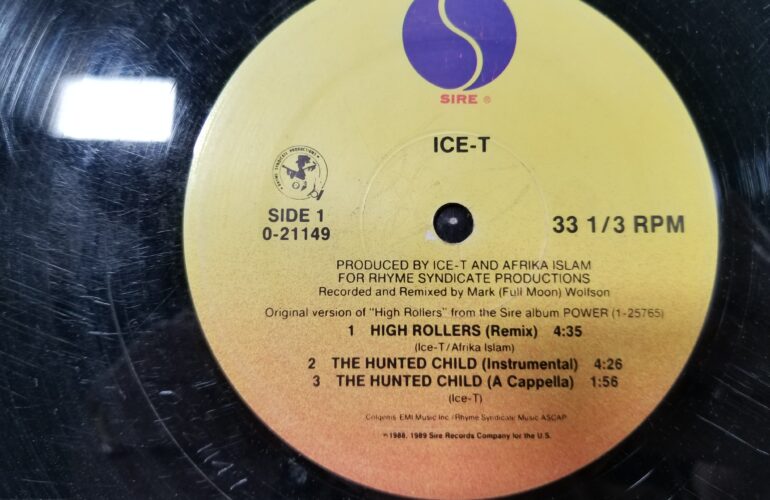 SIRE ®
ICE-T
RHYME SYNDICATE PRODUCTIONS
SIDE 1
0-21149
33 1/3 RPM
PRODUCED BY ICE-T AND AFRIKA ISLAM
FOR RHYME SYNDICATE PRODUCTIONS
Recorded and Remixed by Mark (Full Moon) Wolfson
Original version of "High Rollers" from the Sire album POWER (1-25765)
1 HIGH ROLLERS (Remix) 4:35
(Ice-T/Afrika Islam)
2 THE HUNTED CHILD (Instrumental) 4:26
3 THE HUNTED CHILD (A Cappella) 1:56
(Ice-T)
Colgems EMI Music Inc./Rhyme Syndicate Music ASCAP
℗ 1988, 1989 Sire Records Company for the U.S.